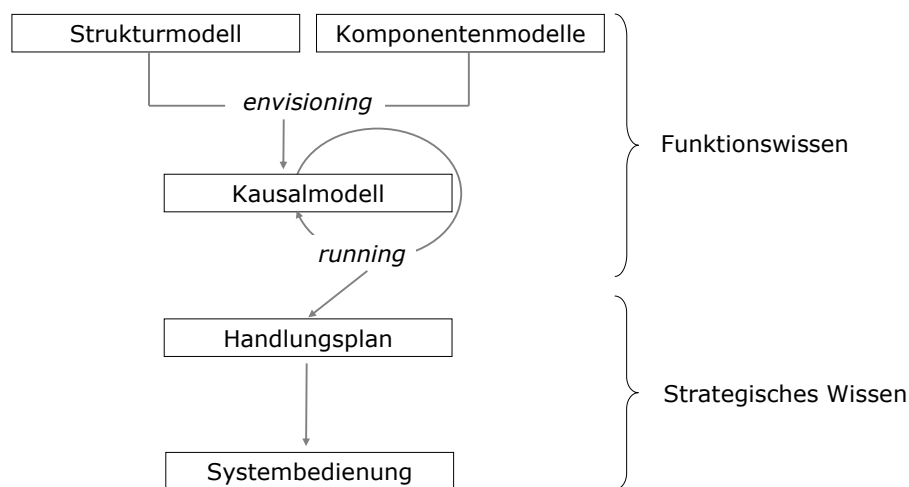 Strukturmodell
Komponentenmodelle
envisioning
Funktionswissen
Kausalmodell
running
Handlungsplan
Strategisches Wissen
Systembedienung